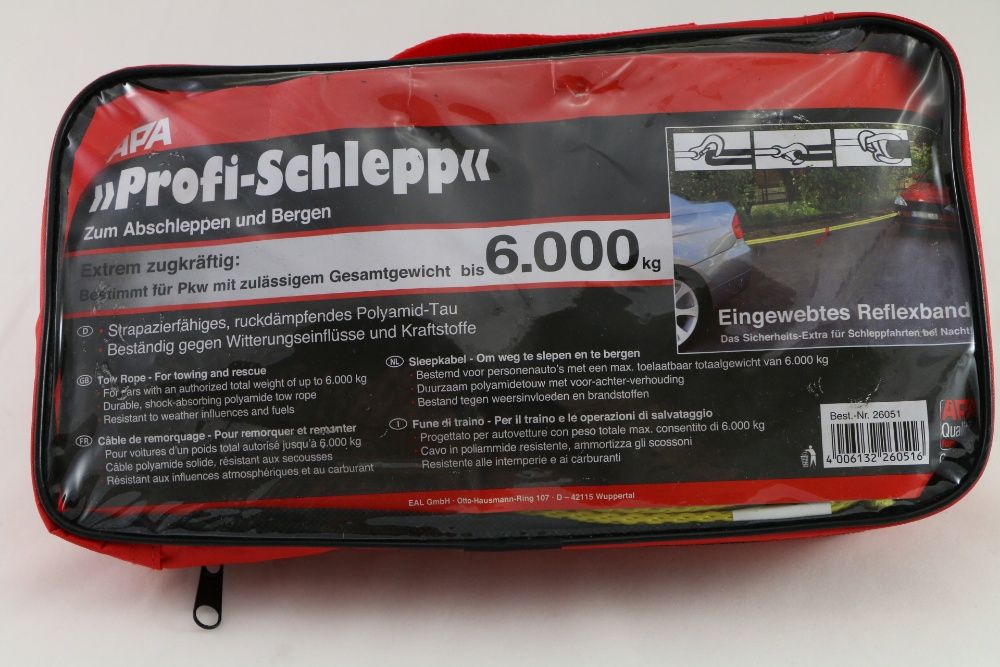 APA
»Profi-Schlepp«
Zum Abschleppen und Bergen
Extrem zugkräftig:
Bestimmt für Pkw mit zulässigem Gesamtgewicht bis 6.000 kg
D · Strapazierfähiges, ruckdämpfendes Polyamid-Tau
· Beständig gegen Witterungseinflüsse und Kraftstoffe
GB Tow Rope - For towing and rescue
· For cars with an authorized total weight of up to 6.000 kg
· Durable, shock-absorbing polyamide tow rope
· Resistant to weather influences and fuels
FR Câble de remorquage - Pour remorquer et remonter
· Pour voitures d'un poids total autorisé jusqu'à 6.000 kg
· Câble polyamide solide, résistant aux secousses
· Résistant aux influences atmosphériques et au carburant
NL Sleepkabel - Om weg te slepen en te bergen
· Bestemd voor personenauto's met een max. toelaatbaar totaalgewicht van 6.000 kg
· Duurzaam polyamidetouw met voor-achter-verhouding
· Bestand tegen weersinvloeden en brandstoffen
I Fune di traino - Per il traino e le operazioni di salvataggio
· Progettato per autovetture con peso totale max. consentito di 6.000 kg
· Cavo in poliammide resistente, ammortizza gli scossoni
· Resistente alle intemperie e ai carburanti
Eingewebtes Reflexband
Das Sicherheits-Extra für Schleppfahrten bei Nacht!
Best.-Nr. 26051
4 006132 260516
APA
EAL GmbH · Otto-Hausmann-Ring 107 · D – 42115 Wuppertal